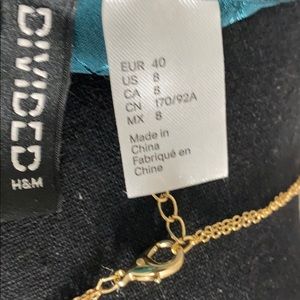 DIVIDED
H&M
EUR 40
US 8
CA 8
CN 170/92A
MX 8
Made in
China
Fabriqué en
Chine